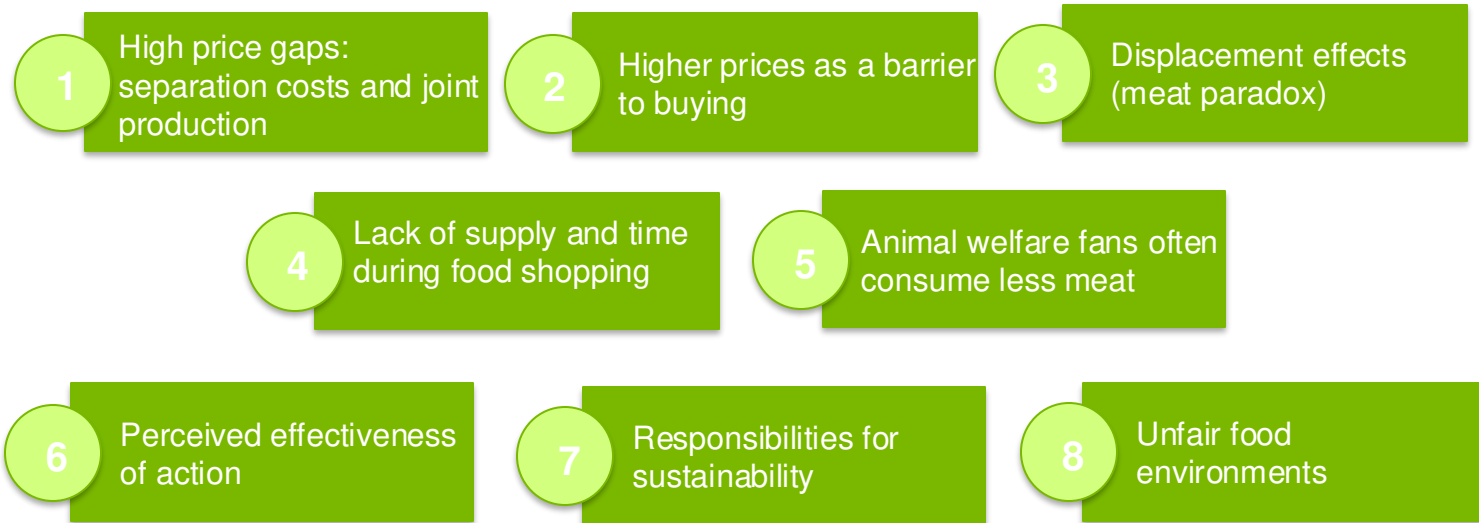 1
High price gaps:
separation costs and joint
production
2
Higher prices as a barrier
to buying
3
Displacement effects
(meat paradox)
4
Lack of supply and time
during food shopping
5
Animal welfare fans often
consume less meat
6
Perceived effectiveness
of action
7
Responsibilities for
sustainability
8
Unfair food
environments